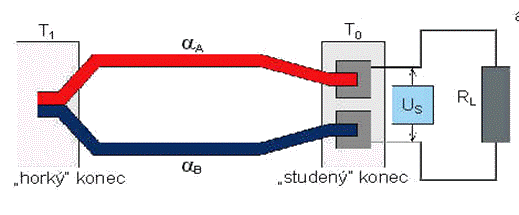 T1
T0
a
αA
US
RL
αB
„horký" konec
„studený" konec